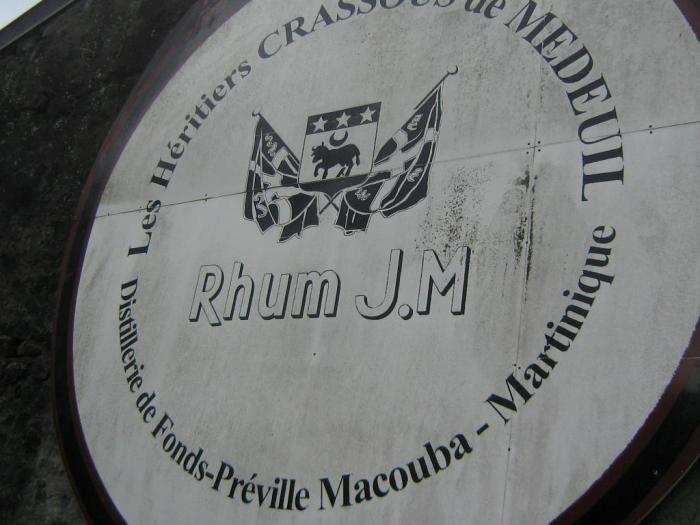 Les Héritiers CRASSOUS de MEDEUIL
Rhum J.M
Distillerie de Fonds-Préville Macouba - Martinique